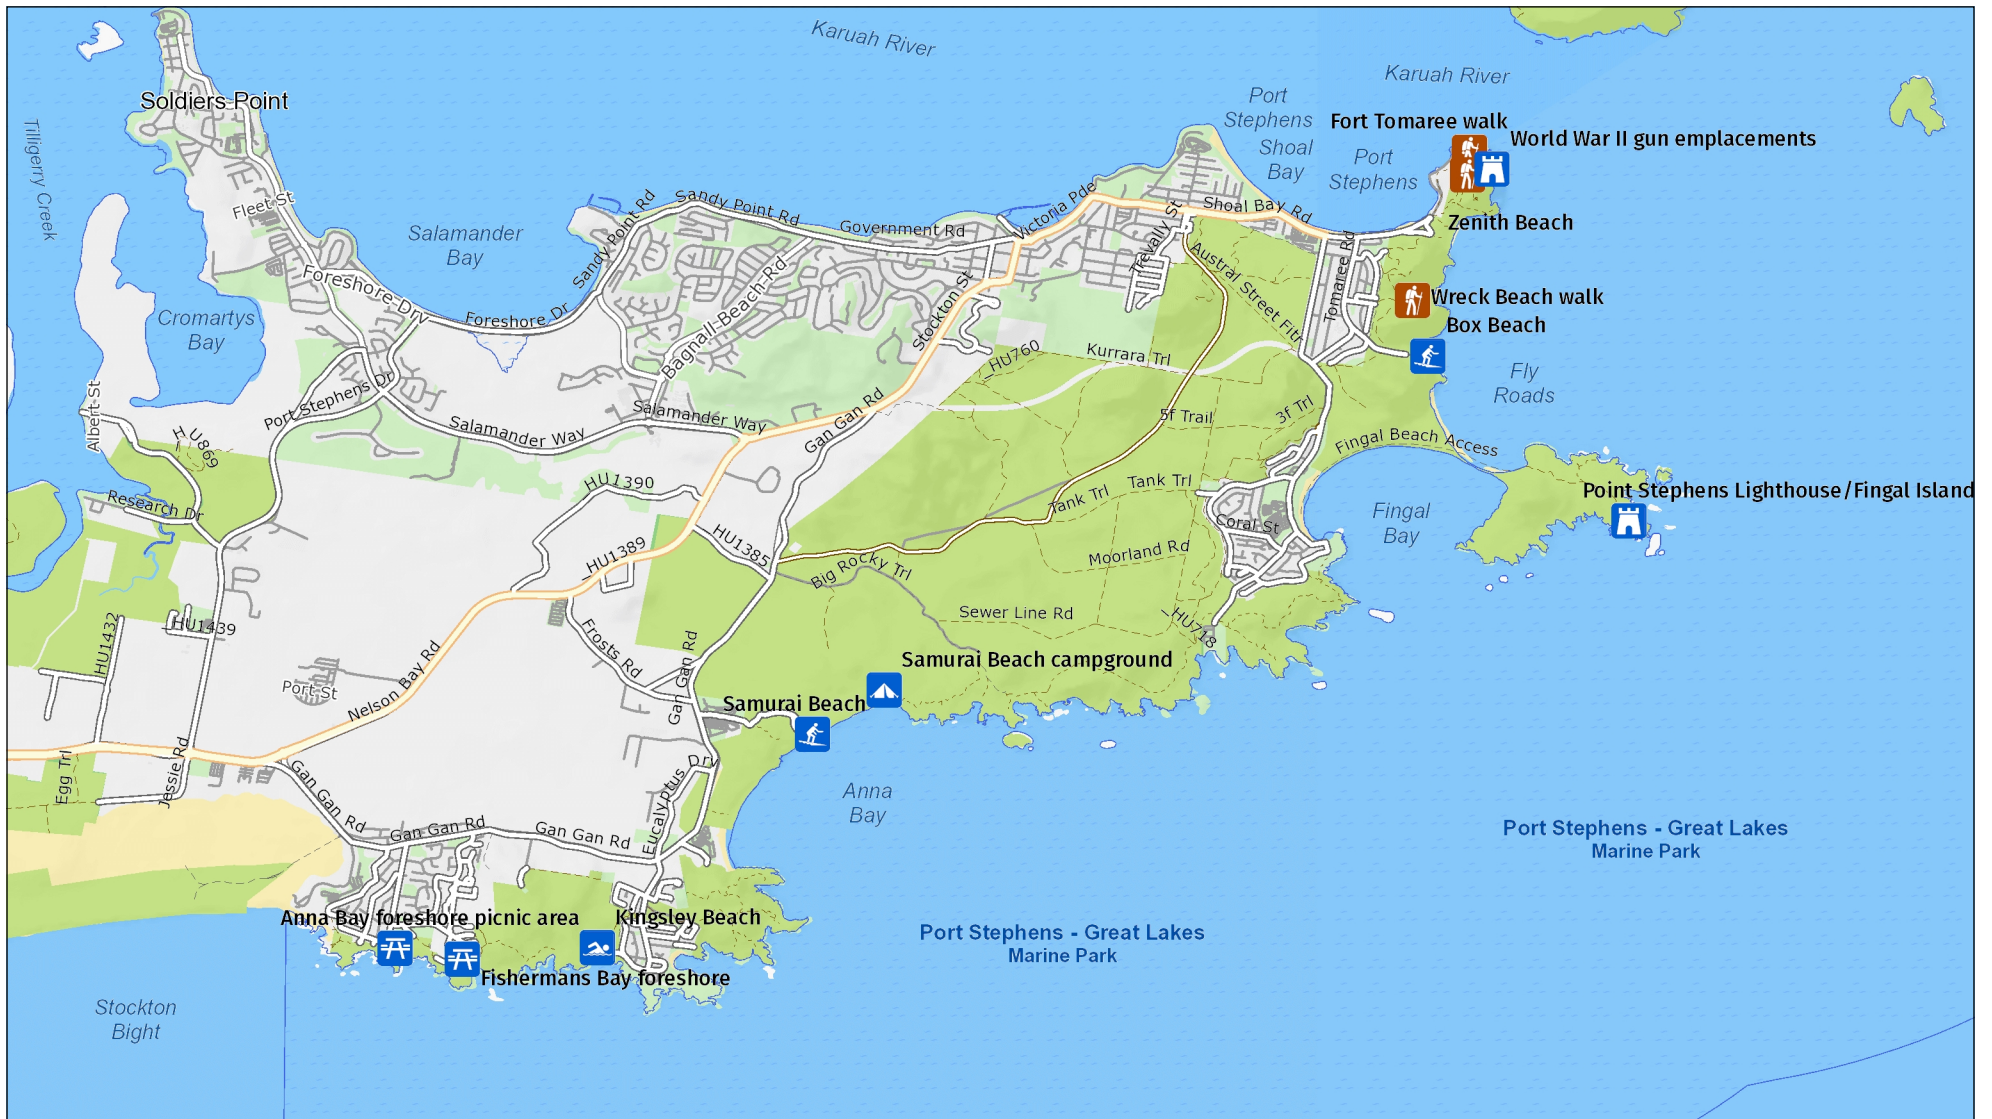 Karuah River
Karuah River
Soldiers Point
Port
Stephens
Fort Tomaree walk
World War II gun emplacements
Tilligerry Creek
Shoal
Bay
Port
Stephens
Fleet St
Sandy Point Rd
Sandy Point Rd
Government Rd
Victoria Pde
Shoal Bay Rd
Trevally St
Zenith Beach
Salamander
Bay
Austral Street Fitr
Tomaree Rd
Foreshore Drv
Foreshore Dr
Bagnall-Beach-Rd
Stockton St
Wreck Beach walk
Box Beach
Cromartys
Bay
_HU760
Kurrara Trl
Fly
Roads
Albert St
Port Stephens Dr
Salamander Way
Salamander Way
Gan Gan Rd
5f Trail
3f Trl
HU869
Fingal Beach Access
HU1390
Tank Trl
Tank Trl
Point Stephens Lighthouse/Fingal Island
Research Dr
Coral St
Fingal
Bay
HU1385
_HU1389
Big Rocky Trl
Moorland Rd
Sewer Line Rd
_HU718
HU1432
_HU1439
Frosts Rd
Gan Gan Rd
Port St
Nelson Bay Rd
Samurai Beach campground
Samurai Beach
Egg Trl
Jessie Rd
Gan Gan Rd
Gan Gan Rd
Gan Gan Rd
Eucalyptus Drv
Anna
Bay
Port Stephens - Great Lakes
Marine Park
Anna Bay foreshore picnic area
Kingsley Beach
Port Stephens - Great Lakes
Marine Park
Fishermans Bay foreshore
Stockton
Bight